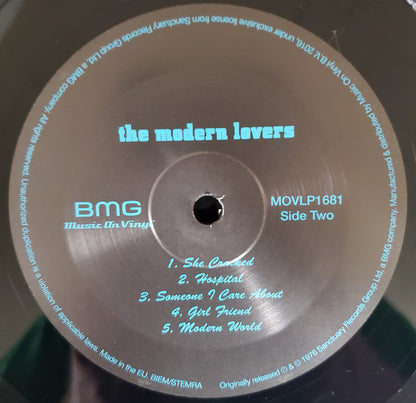 the modern lovers
BMG
Music On Vinyl
MOVLP1681
Side Two
1. She Cracked
2. Hospital
3. Someone I Care About
4. Girl Friend
5. Modern World
Originally released ℗ & © 1976 Sanctuary Records Group Ltd, a BMG company. Manufactured & distributed by Music On Vinyl B.V. 2016, under exclusive license from Sanctuary Records Group Ltd, a BMG company. All rights reserved. Unauthorized duplication is a violation of applicable laws. Made in the EU. BIEM/STEMRA